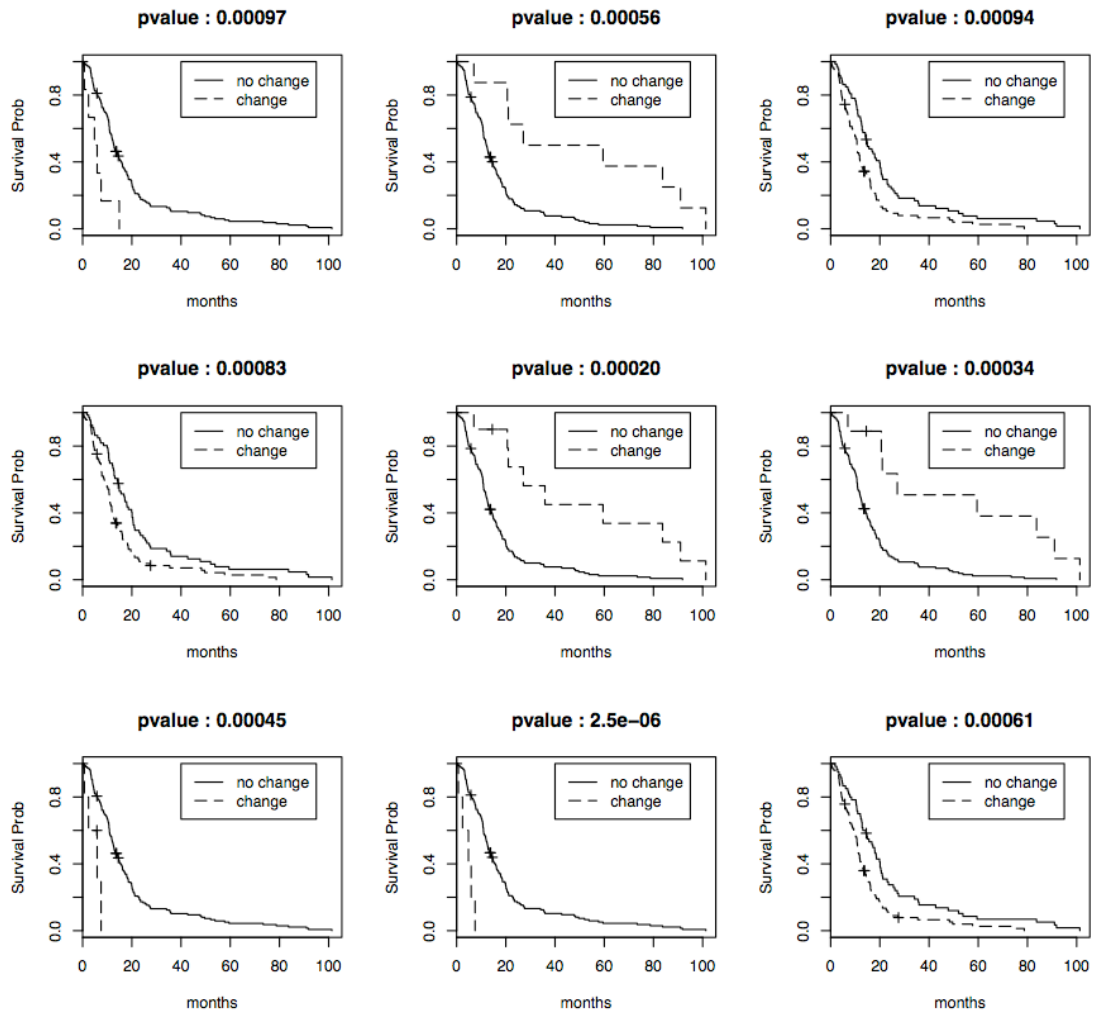 pvalue : 0.00097
Survival Prob
0.0 0.4 0.8
no change
change
0 20 40 60 80 100
months
pvalue : 0.00056
Survival Prob
0.0 0.4 0.8
no change
change
0 20 40 60 80 100
months
pvalue : 0.00094
Survival Prob
0.0 0.4 0.8
no change
change
0 20 40 60 80 100
months
pvalue : 0.00083
Survival Prob
0.0 0.4 0.8
no change
change
0 20 40 60 80 100
months
pvalue : 0.00020
Survival Prob
0.0 0.4 0.8
no change
change
0 20 40 60 80 100
months
pvalue : 0.00034
Survival Prob
0.0 0.4 0.8
no change
change
0 20 40 60 80 100
months
pvalue : 0.00045
Survival Prob
0.0 0.4 0.8
no change
change
0 20 40 60 80 100
months
pvalue : 2.5e−06
Survival Prob
0.0 0.4 0.8
no change
change
0 20 40 60 80 100
months
pvalue : 0.00061
Survival Prob
0.0 0.4 0.8
no change
change
0 20 40 60 80 100
months